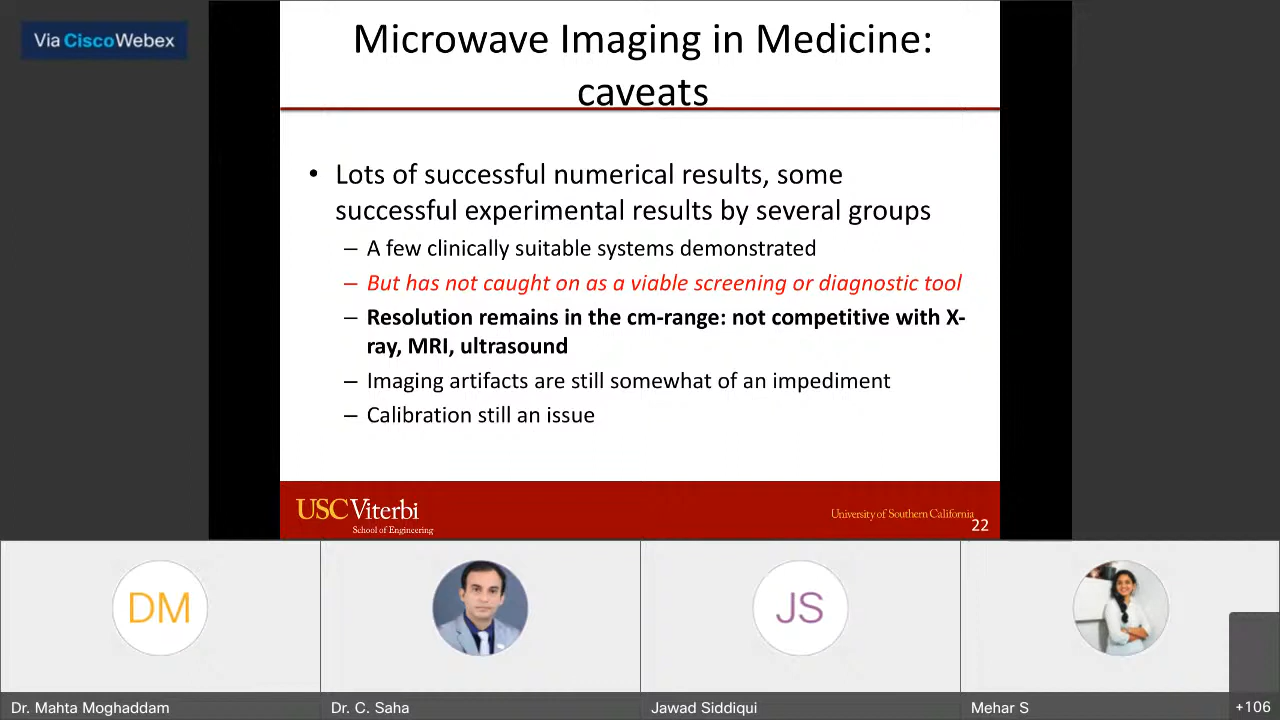 Via CiscoWebex
Microwave Imaging in Medicine:
caveats
• Lots of successful numerical results, some
successful experimental results by several groups
– A few clinically suitable systems demonstrated
– But has not caught on as a viable screening or diagnostic tool
– Resolution remains in the cm-range: not competitive with X-
ray, MRI, ultrasound
– Imaging artifacts are still somewhat of an impediment
– Calibration still an issue
USC Viterbi
School of Engineering
University of Southern California
22
DM
JS
Dr. Mahta Moghaddam
Dr. C. Saha
Jawad Siddiqui
Mehar S
+106